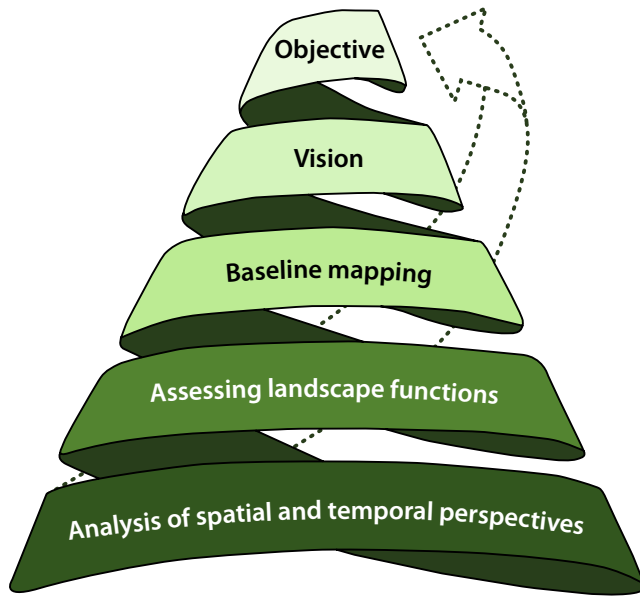 Objective
Vision
Baseline mapping
Assessing landscape functions
Analysis of spatial and temporal perspectives